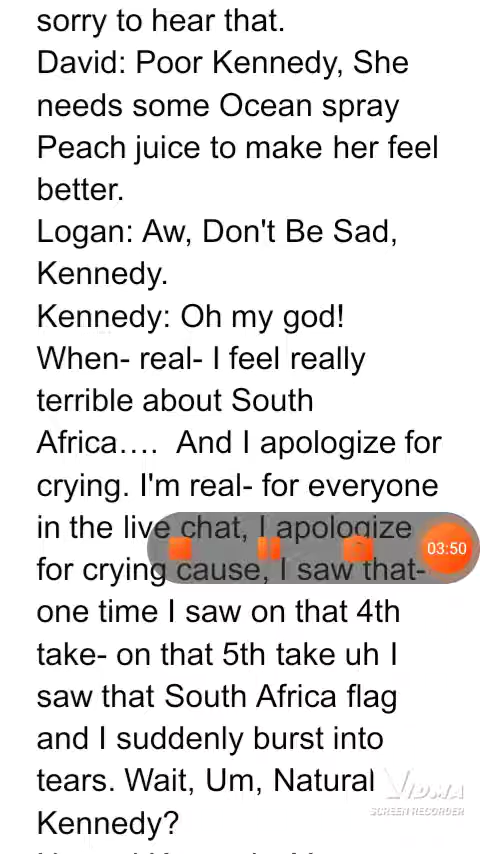 sorry to hear that.
David: Poor Kennedy, She
needs some Ocean spray
Peach juice to make her feel
better.
Logan: Aw, Don't Be Sad,
Kennedy.
Kennedy: Oh my god!
When- real- I feel really
terrible about South
Africa…. And I apologize for
crying. I'm real- for everyone
in the live chat, I apologize
for crying cause, I saw that-
03:50
one time I saw on that 4th
take- on that 5th take uh I
saw that South Africa flag
and I suddenly burst into
tears. Wait, Um, Natural
VIDMA
SCREEN RECORDER
Kennedy?